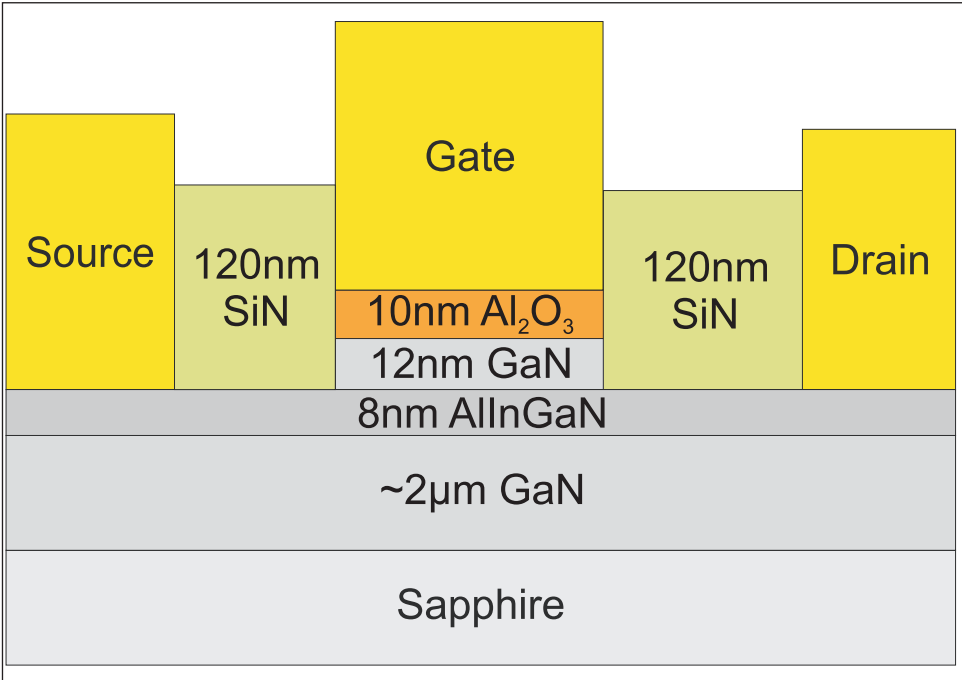 Gate
Source
120nm
SiN
120nm
SiN
Drain
10nm Al₂O₃
12nm GaN
8nm AlInGaN
~2µm GaN
Sapphire